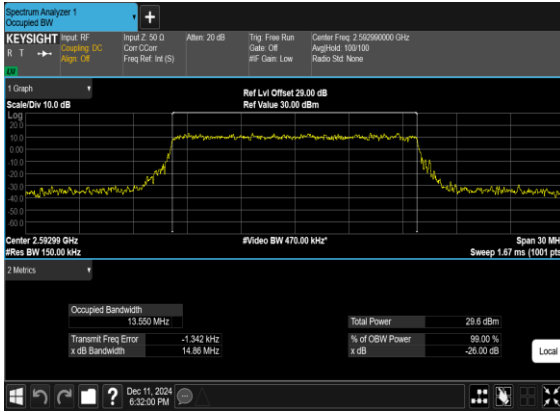 Spectrum Analyzer 1
Occupied BW
+
KEYSIGHT
R T
LV
Input: RF
Coupling: DC
Align: Off
Input Z: 50 Ω
Corr CCorr
Freq Ref: Int (S)
Atten: 20 dB
Trig: Free Run
Gate: Off
#IF Gain: Low
Center Freq: 2.592990000 GHz
Avg|Hold: 100/100
Radio Std: None
1 Graph
Scale/Div 10.0 dB
Ref Lvl Offset 29.00 dB
Ref Value 30.00 dBm
Log
20.0
10.0
0.00
-10.0
-20.0
-30.0
-40.0
-50.0
-60.0
Center 2.59299 GHz
#Res BW 150.00 kHz
#Video BW 470.00 kHz*
Span 30 MH
Sweep 1.67 ms (1001 pts
2 Metrics
Occupied Bandwidth
13.550 MHz
Transmit Freq Error -1.342 kHz
x dB Bandwidth 14.86 MHz
Total Power 29.6 dBm
% of OBW Power 99.00 %
x dB -26.00 dB
Local
?
Dec 11, 2024
6:32:00 PM